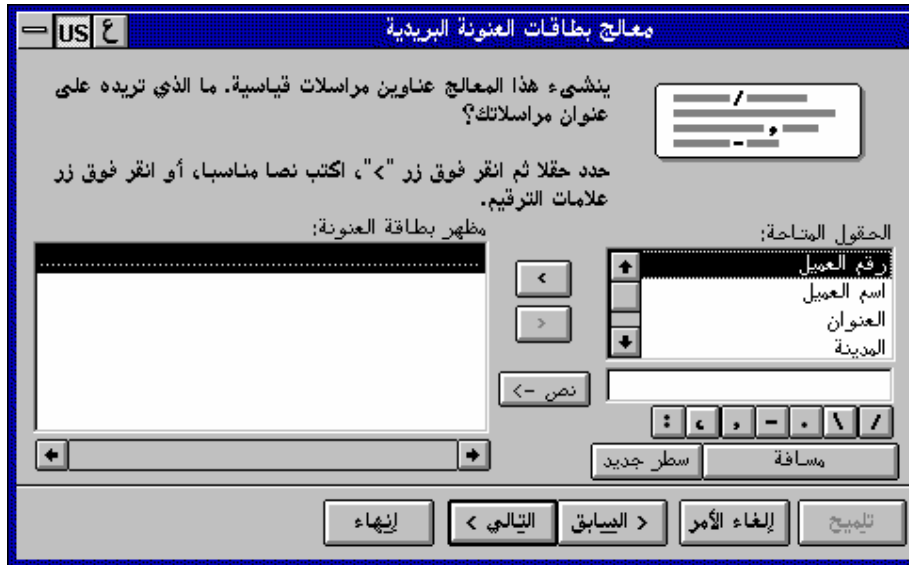 معالج بطاقات العنونة البريدية
US ع
ينشىء هذا المعالج عناوين مراسلات قياسية. ما الذي تريده على
عنوان مراسلاتك؟
حدد حقلا ثم انقر فوق زر ">"، اكتب نصا مناسبا، أو انقر فوق زر
علامات الترقيم.
الحقول المتاحة:
رقم العميل
اسم العميل
العنوان
المدينة
مظهر بطاقة العنونة:
>
<
نص ->
/ \ . - , ، :
مسافة
سطر جديد
تلميح
إلغاء الأمر
< السابق
التالي >
إنهاء